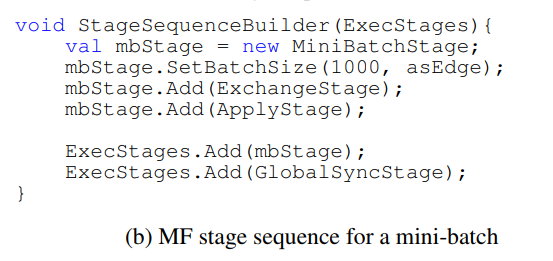 void StageSequenceBuilder(ExecStages){
    val mbStage = new MiniBatchStage;
    mbStage.SetBatchSize(1000, asEdge);
    mbStage.Add(ExchangeStage);
    mbStage.Add(ApplyStage);

    ExecStages.Add(mbStage);
    ExecStages.Add(GlobalSyncStage);
}
(b) MF stage sequence for a mini-batch